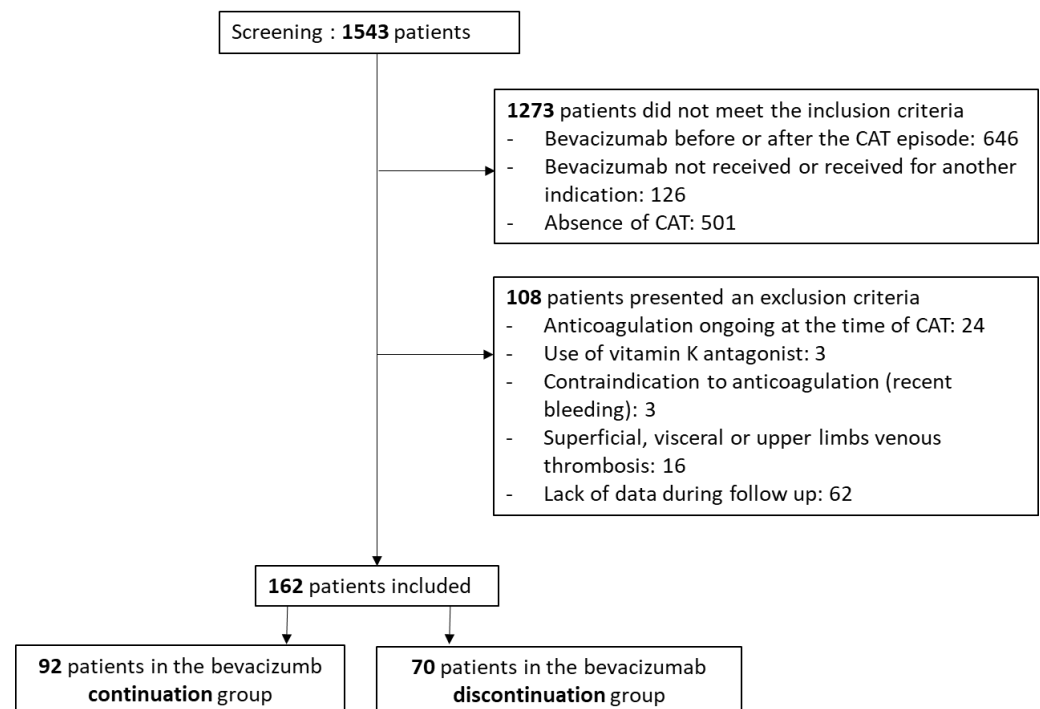 Screening : 1543 patients
1273 patients did not meet the inclusion criteria
- Bevacizumab before or after the CAT episode: 646
- Bevacizumab not received or received for another
indication: 126
- Absence of CAT: 501
108 patients presented an exclusion criteria
- Anticoagulation ongoing at the time of CAT: 24
- Use of vitamin K antagonist: 3
- Contraindication to anticoagulation (recent
bleeding): 3
- Superficial, visceral or upper limbs venous
thrombosis: 16
- Lack of data during follow up: 62
162 patients included
92 patients in the bevacizumb
continuation group
70 patients in the bevacizumab
discontinuation group